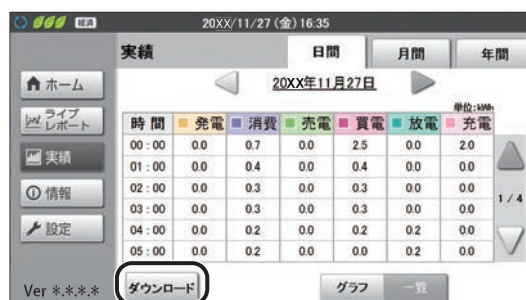 経済 20XX/11/27 (金) 16:35
実績 日間 月間 年間
ホーム
20XX年11月27日
単位:kWh
ライブ
レポート
時間 発電 消費 売電 買電 放電 充電
00:00 0.0 0.7 0.0 2.5 0.0 2.0
実績
01:00 0.0 0.4 0.0 0.4 0.0 0.0
02:00 0.0 0.3 0.0 0.3 0.0 0.0
情報
1/4
03:00 0.0 0.3 0.0 0.3 0.0 0.0
設定
04:00 0.0 0.2 0.0 0.2 0.2 0.0
05:00 0.0 0.2 0.0 0.2 0.2 0.0
Ver *.*.*.* ダウンロード グラフ 一覧